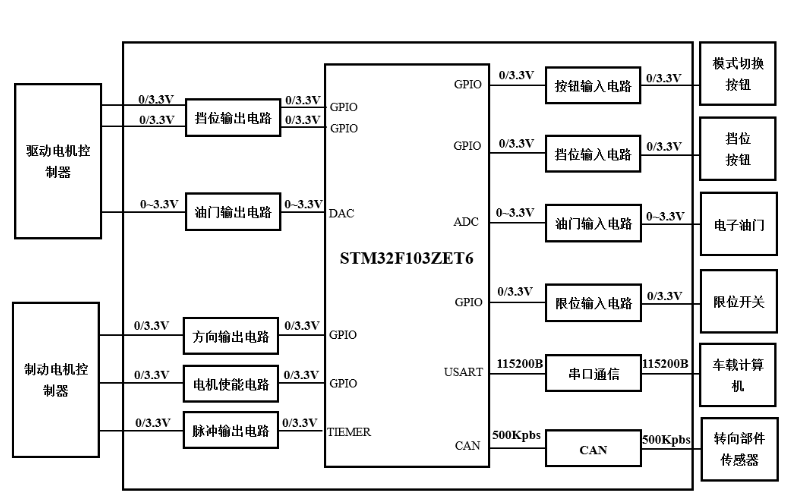 驱动电机控
制器
0/3.3V
0/3.3V
挡位输出电路
0/3.3V
0/3.3V
GPIO
GPIO
0~3.3V
油门输出电路
0~3.3V
DAC
制动电机控
制器
0/3.3V
方向输出电路
0/3.3V
GPIO
0/3.3V
电机使能电路
0/3.3V
GPIO
0/3.3V
脉冲输出电路
0/3.3V
TIEMER
STM32F103ZET6
GPIO
0/3.3V
按钮输入电路
0/3.3V
模式切换
按钮
GPIO
0/3.3V
挡位输入电路
0/3.3V
挡位
按钮
ADC
0~3.3V
油门输入电路
0~3.3V
电子油门
GPIO
0/3.3V
限位输入电路
0/3.3V
限位开关
USART
115200B
串口通信
115200B
车载计算
机
CAN
500Kpbs
CAN
500Kpbs
转向部件
传感器